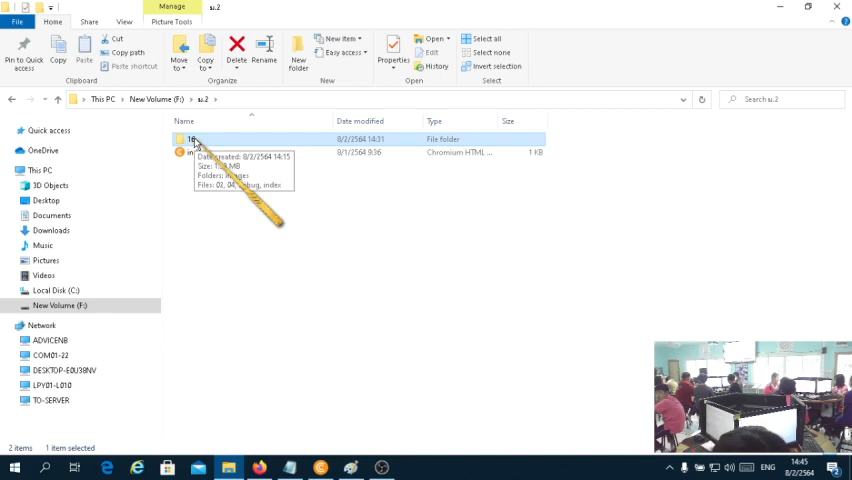 Manage
ม.2
File
Home
Share
View
Picture Tools
Pin to Quick access
Copy
Paste
Cut
Copy path
Paste shortcut
Clipboard
Move to
Copy to
Delete
Rename
Organize
New folder
New item
Easy access
New
Properties
Open
Edit
History
Open
Select all
Select none
Invert selection
Select
This PC > New Volume (F:) > ม.2 >
Search ม.2
Name
Date modified
Type
Size
16
8/2/2564 14:31
File folder
8/1/2564 9:36
Chromium HTML ...
1 KB
Date created: 8/2/2564 14:15
Folders: images
Files: 02, 04, Debug, index
Quick access
OneDrive
This PC
3D Objects
Desktop
Documents
Downloads
Music
Pictures
Videos
Local Disk (C:)
New Volume (F:)
Network
ADVICENB
COM01-22
DESKTOP-E0U38NV
LPY01-L010
TO-SERVER
2 items
1 item selected
ENG
14:45
8/2/2564
2